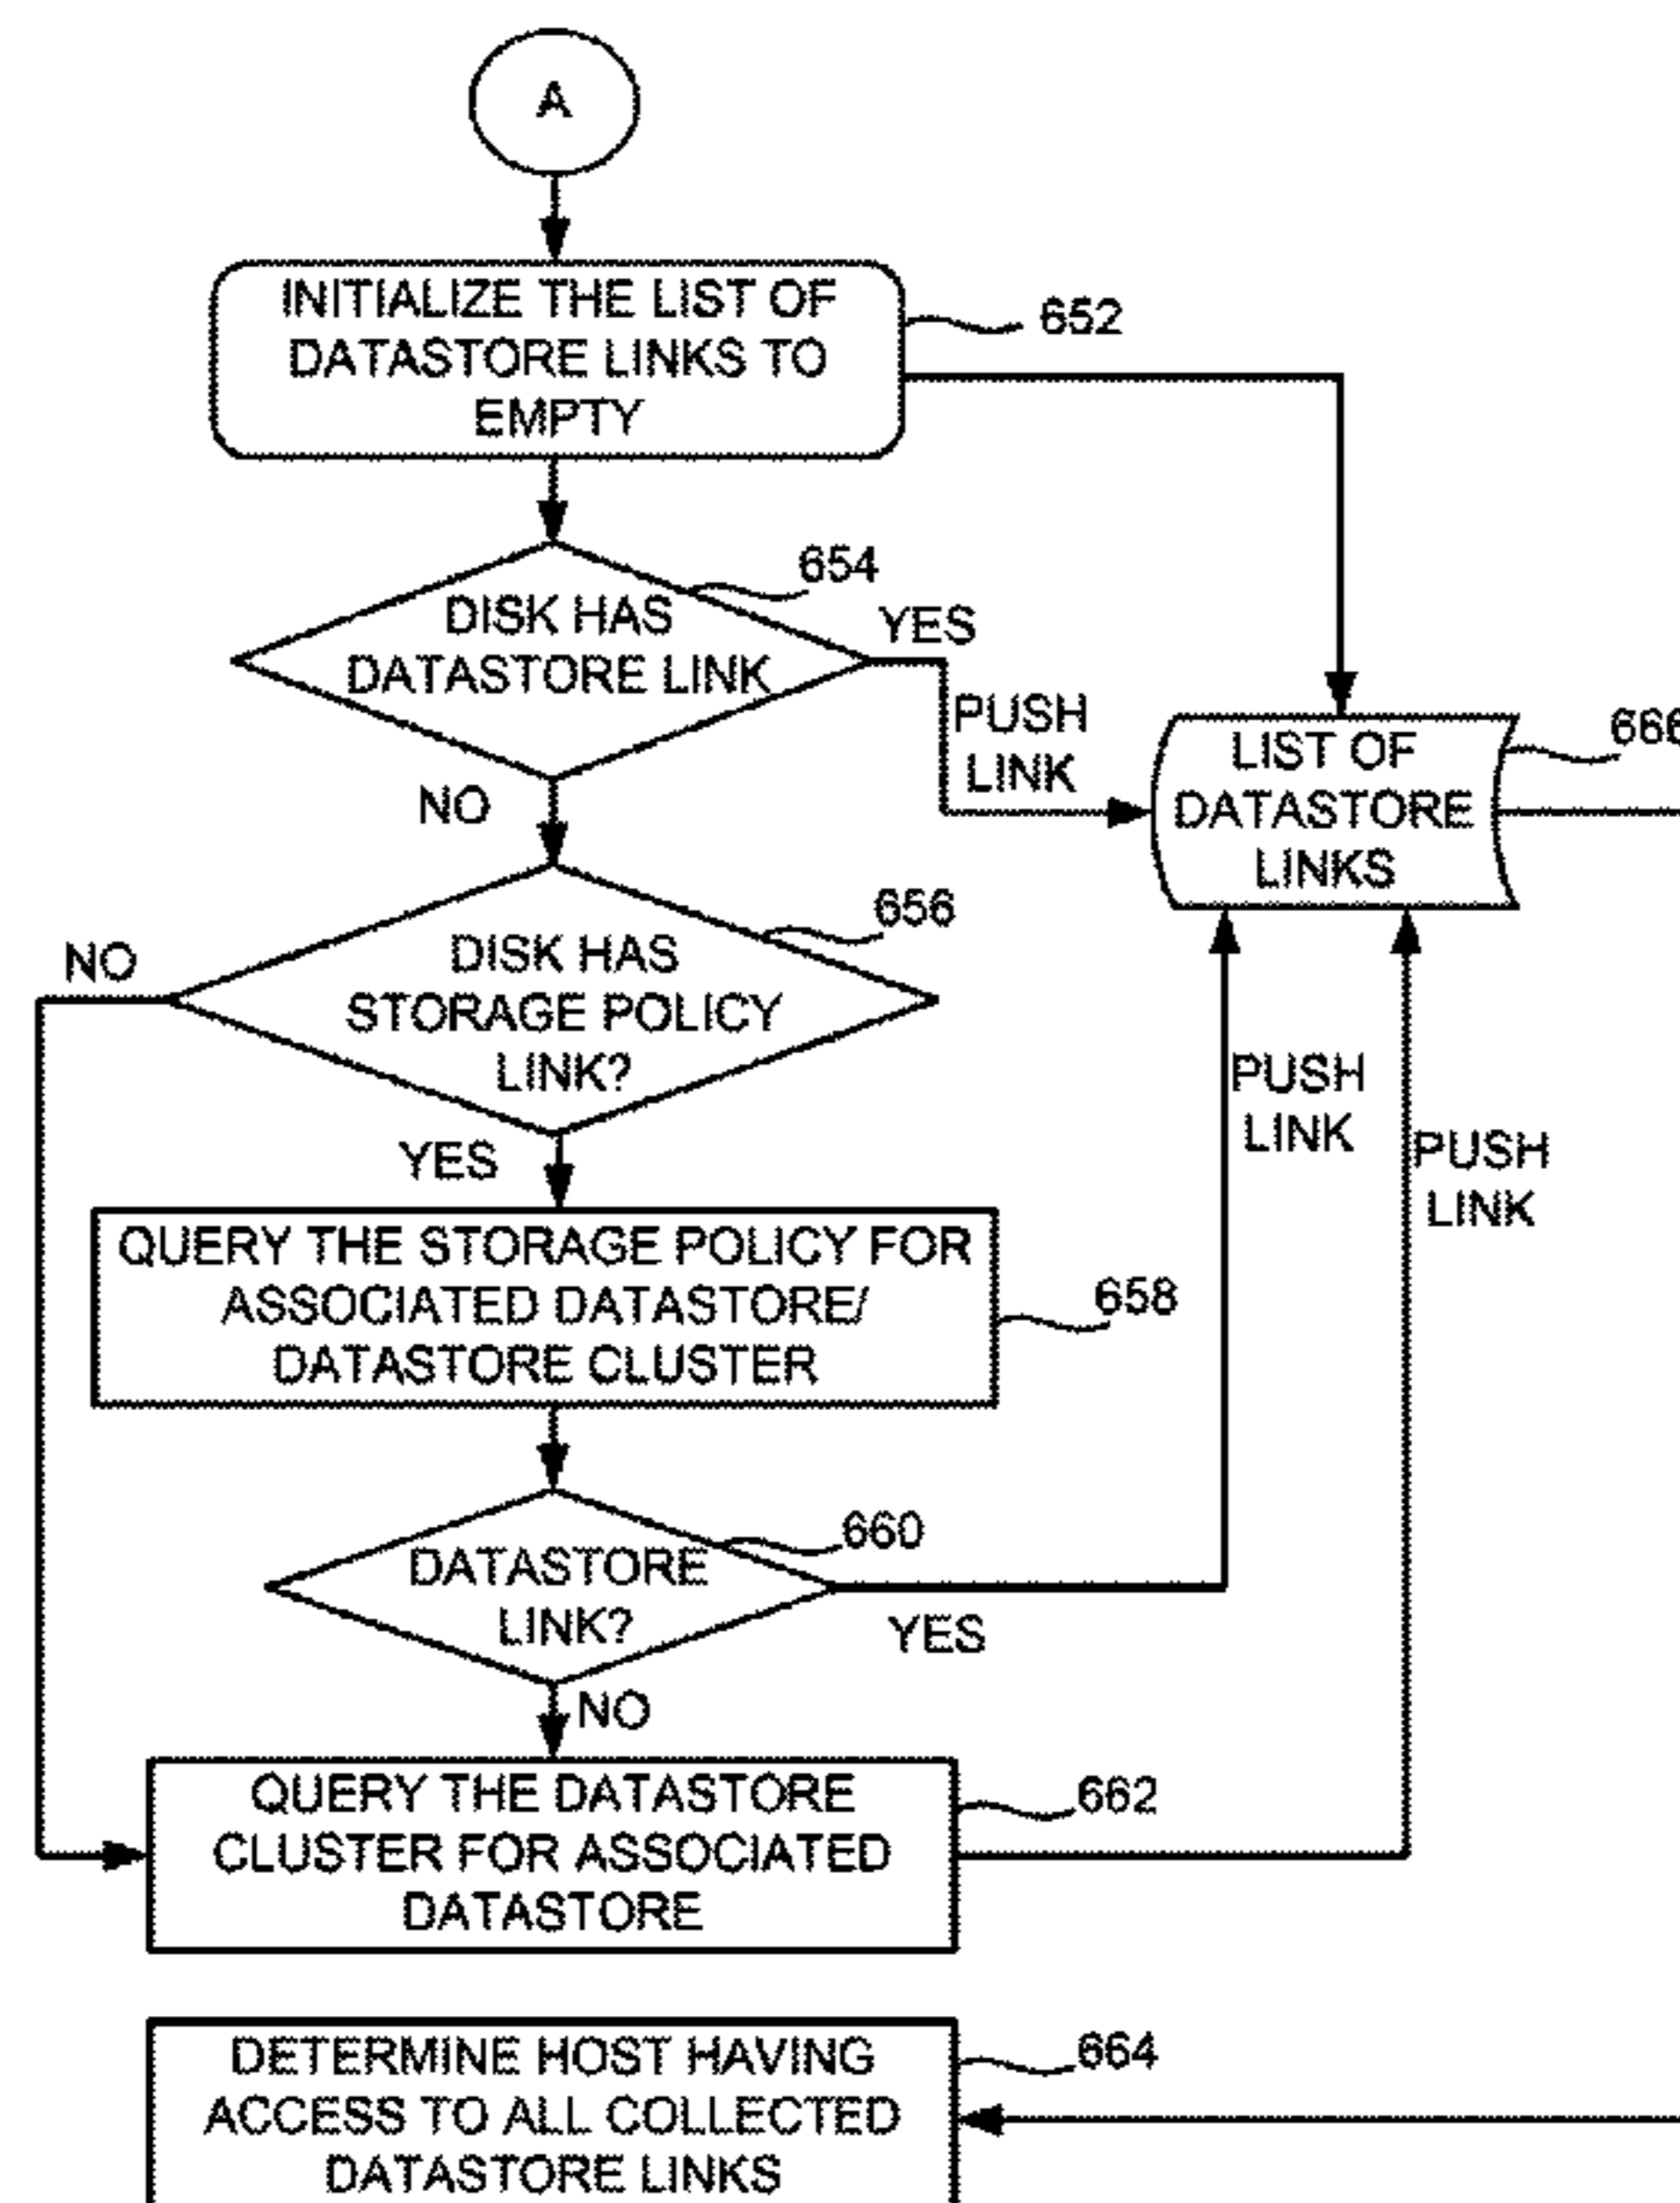 A
INITIALIZE THE LIST OF
DATASTORE LINKS TO
EMPTY
652
654
DISK HAS
DATASTORE LINK
YES
PUSH
LINK
NO
LIST OF
DATASTORE
LINKS
666
656
DISK HAS
STORAGE POLICY
LINK?
NO
YES
PUSH
LINK
PUSH
LINK
QUERY THE STORAGE POLICY FOR
ASSOCIATED DATASTORE/
DATASTORE CLUSTER
658
660
DATASTORE
LINK?
YES
NO
QUERY THE DATASTORE
CLUSTER FOR ASSOCIATED
DATASTORE
662
DETERMINE HOST HAVING
ACCESS TO ALL COLLECTED
DATASTORE LINKS
664